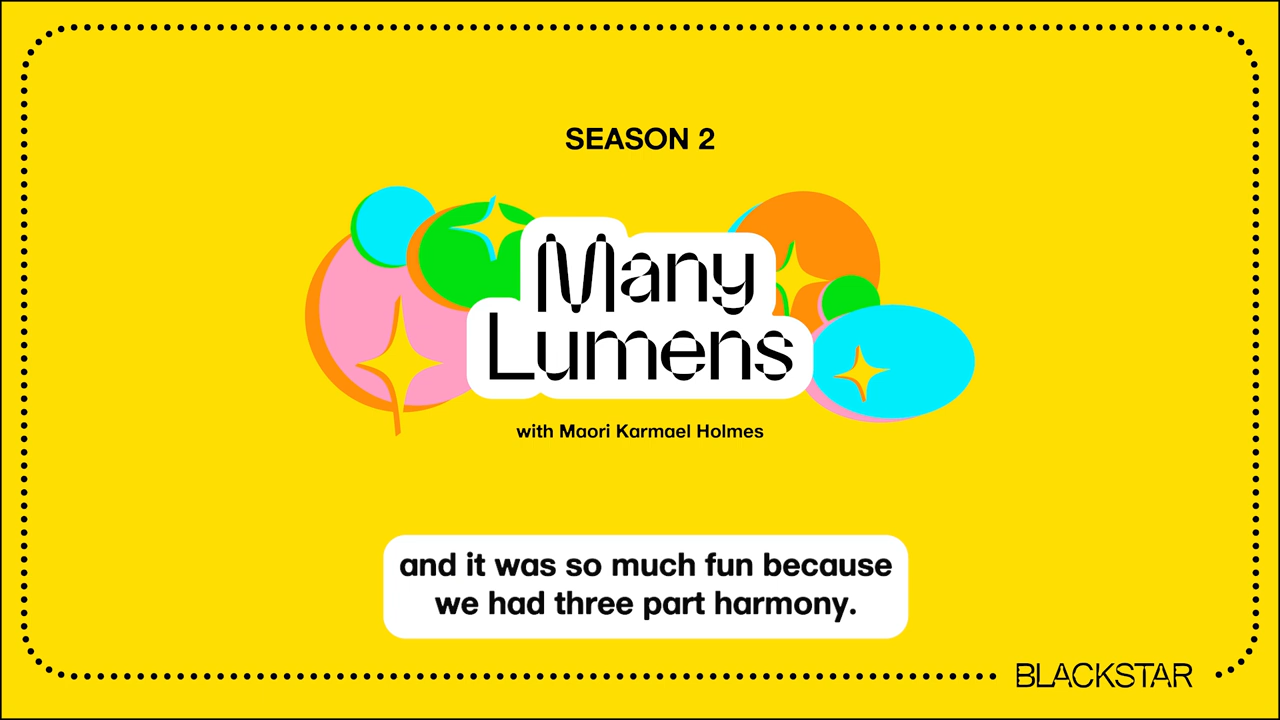 SEASON 2
Many
Lumens
with Maori Karmael Holmes
and it was so much fun because
we had three part harmony.
BLACKSTAR